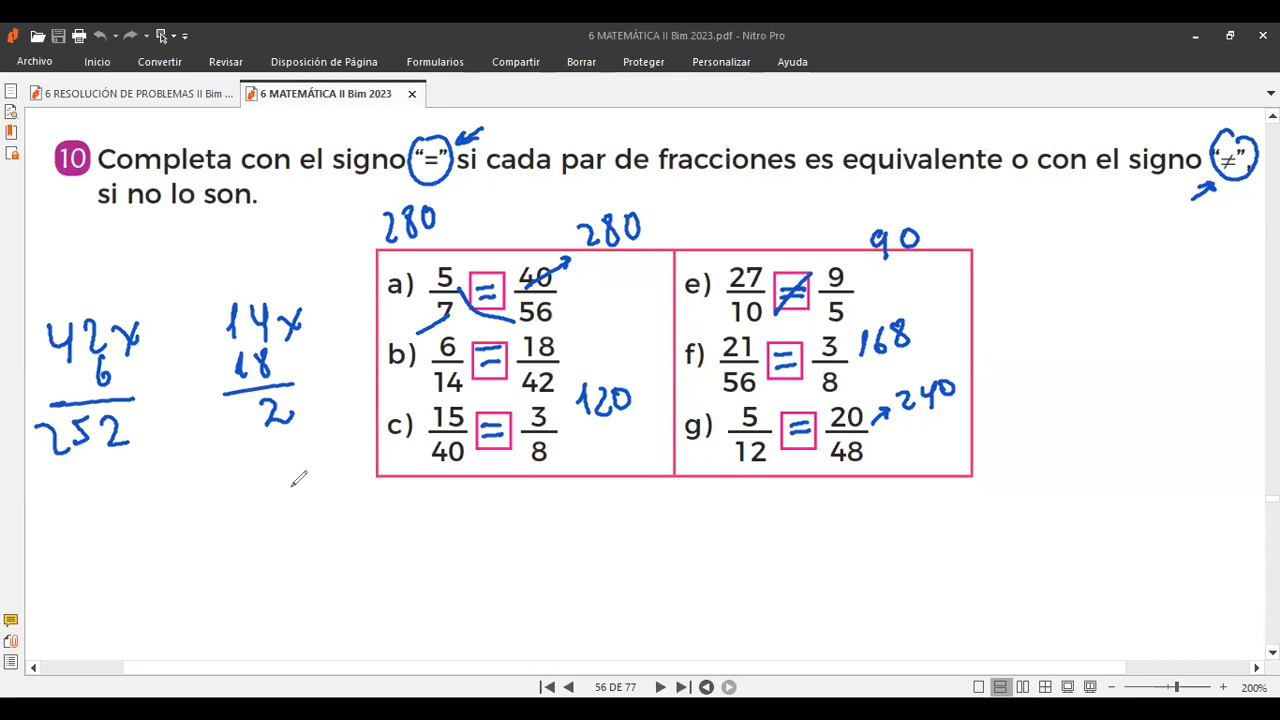 6 MATEMÁTICA II Bim 2023.pdf - Nitro Pro
Archivo Inicio Convertir Revisar Disposición de Página Formularios Compartir Borrar Proteger Personalizar Ayuda
6 RESOLUCIÓN DE PROBLEMAS II Bim ... 6 MATEMÁTICA II Bim 2023
10 Completa con el signo "=" si cada par de fracciones es equivalente o con el signo "≠",
si no lo son.
280 280 90
a) 5/7 = 40/56
e) 27/10 ≠ 9/5
b) 6/14 = 18/42
f) 21/56 = 3/8 168
c) 15/40 = 3/8 120
g) 5/12 = 20/48 240
42x
6
252
14x
18
2
56 DE 77
200%